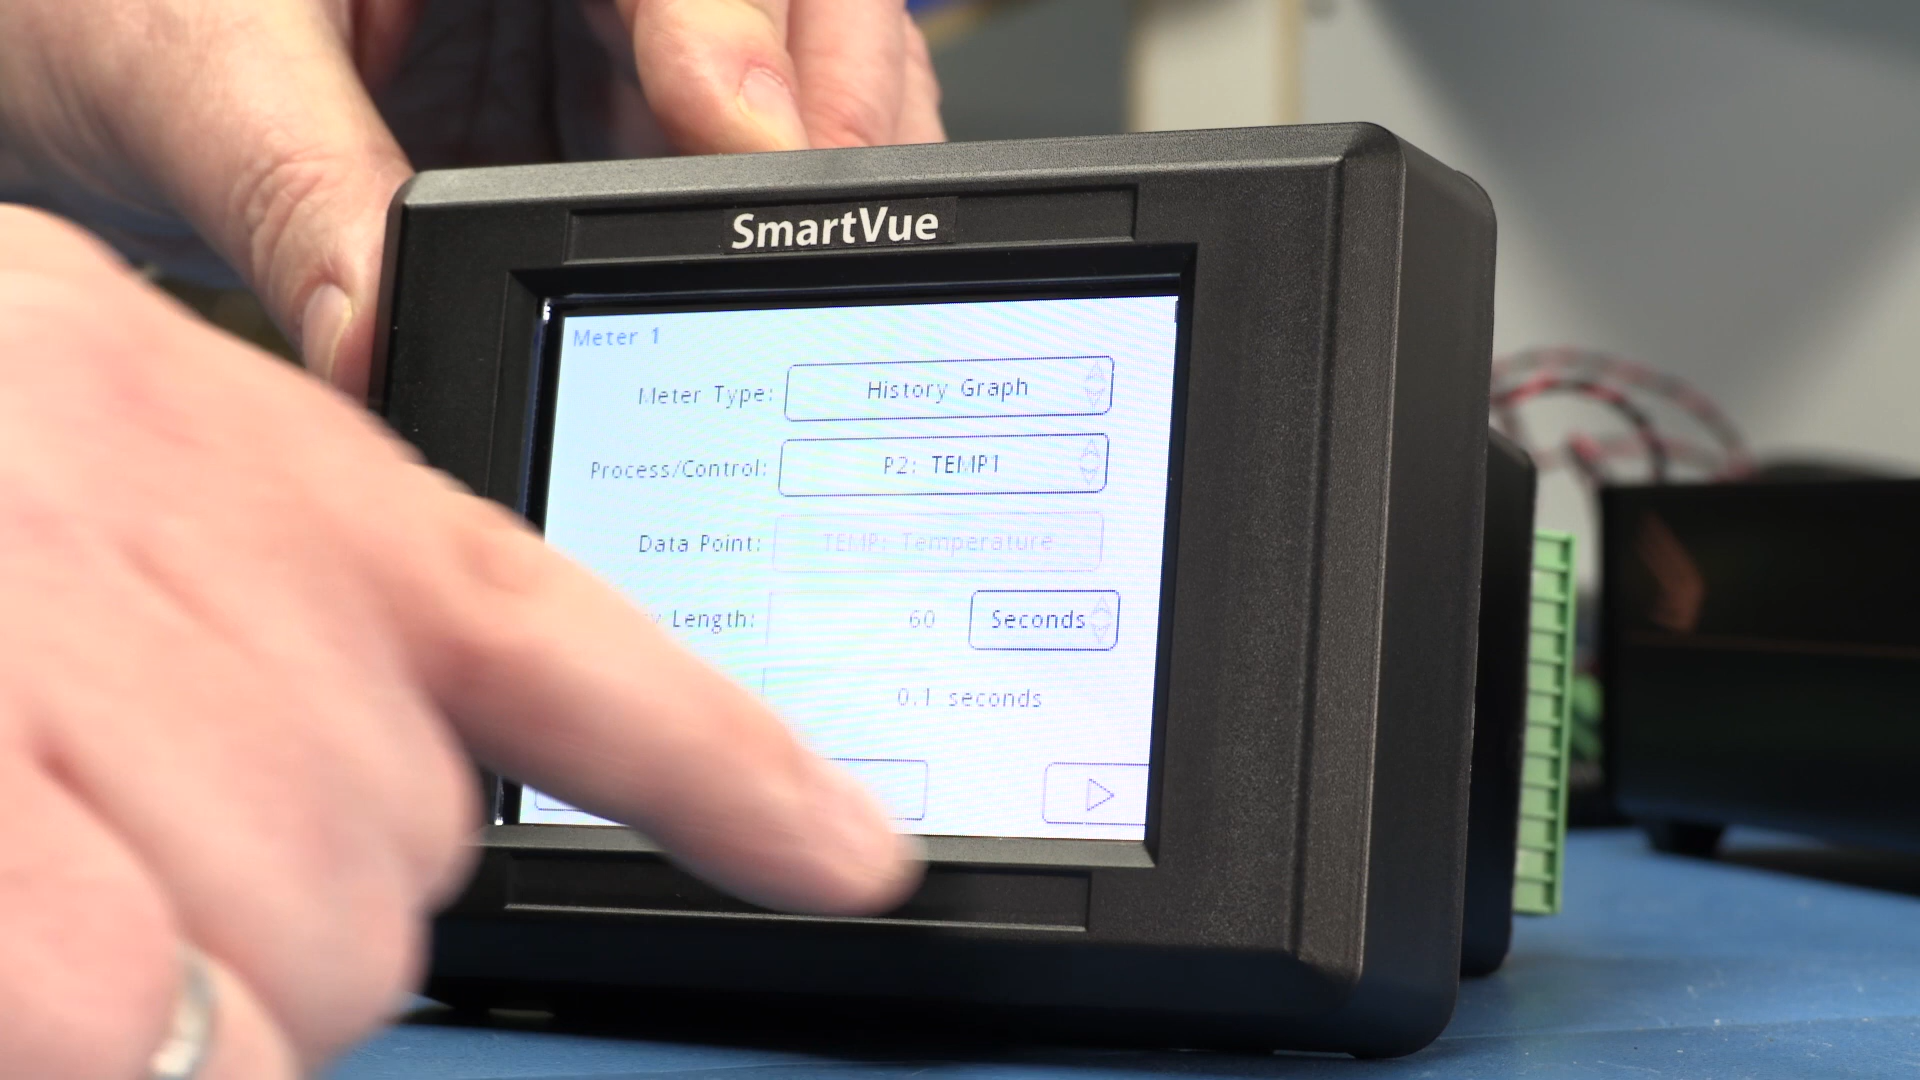 SmartVue
Meter 1
Meter Type: History Graph
Process/Control: P2: TEMP1
Data Point: TEMP: Temperature
Length: 60 Seconds
0.1 seconds